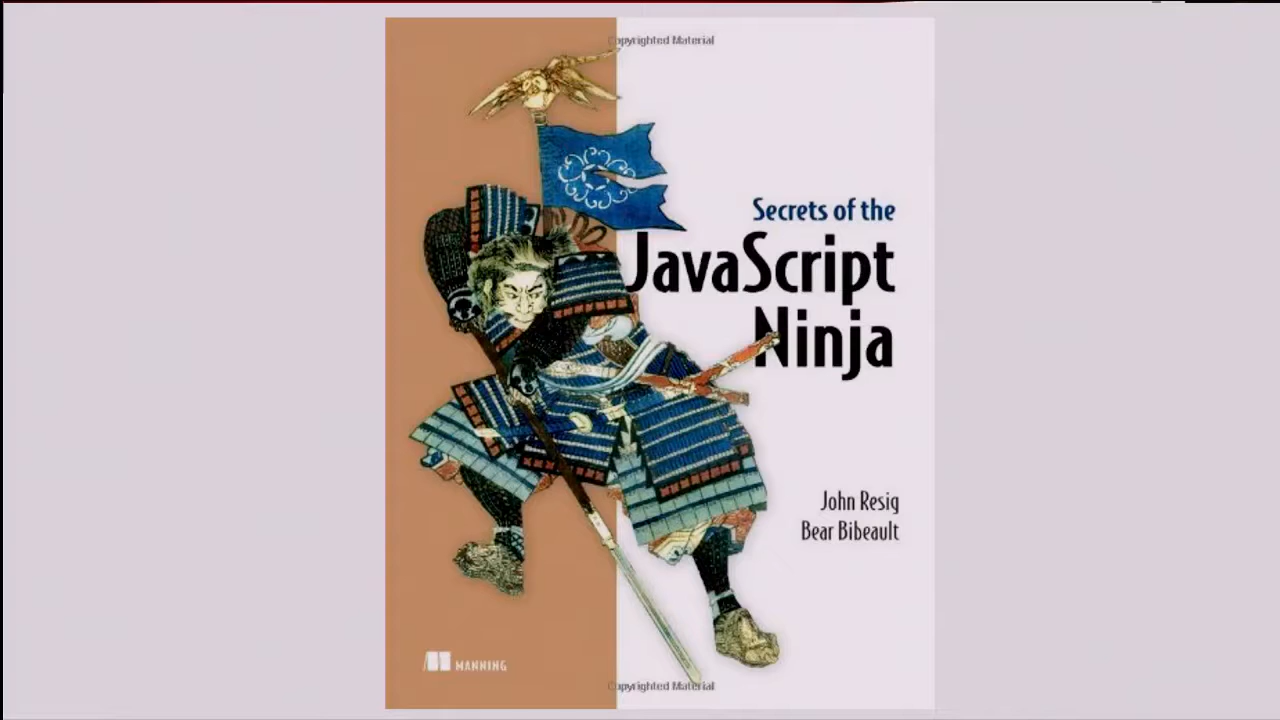 Copyrighted Material
Secrets of the
JavaScript
Ninja
John Resig
Bear Bibeault
MANNING
Copyrighted Material